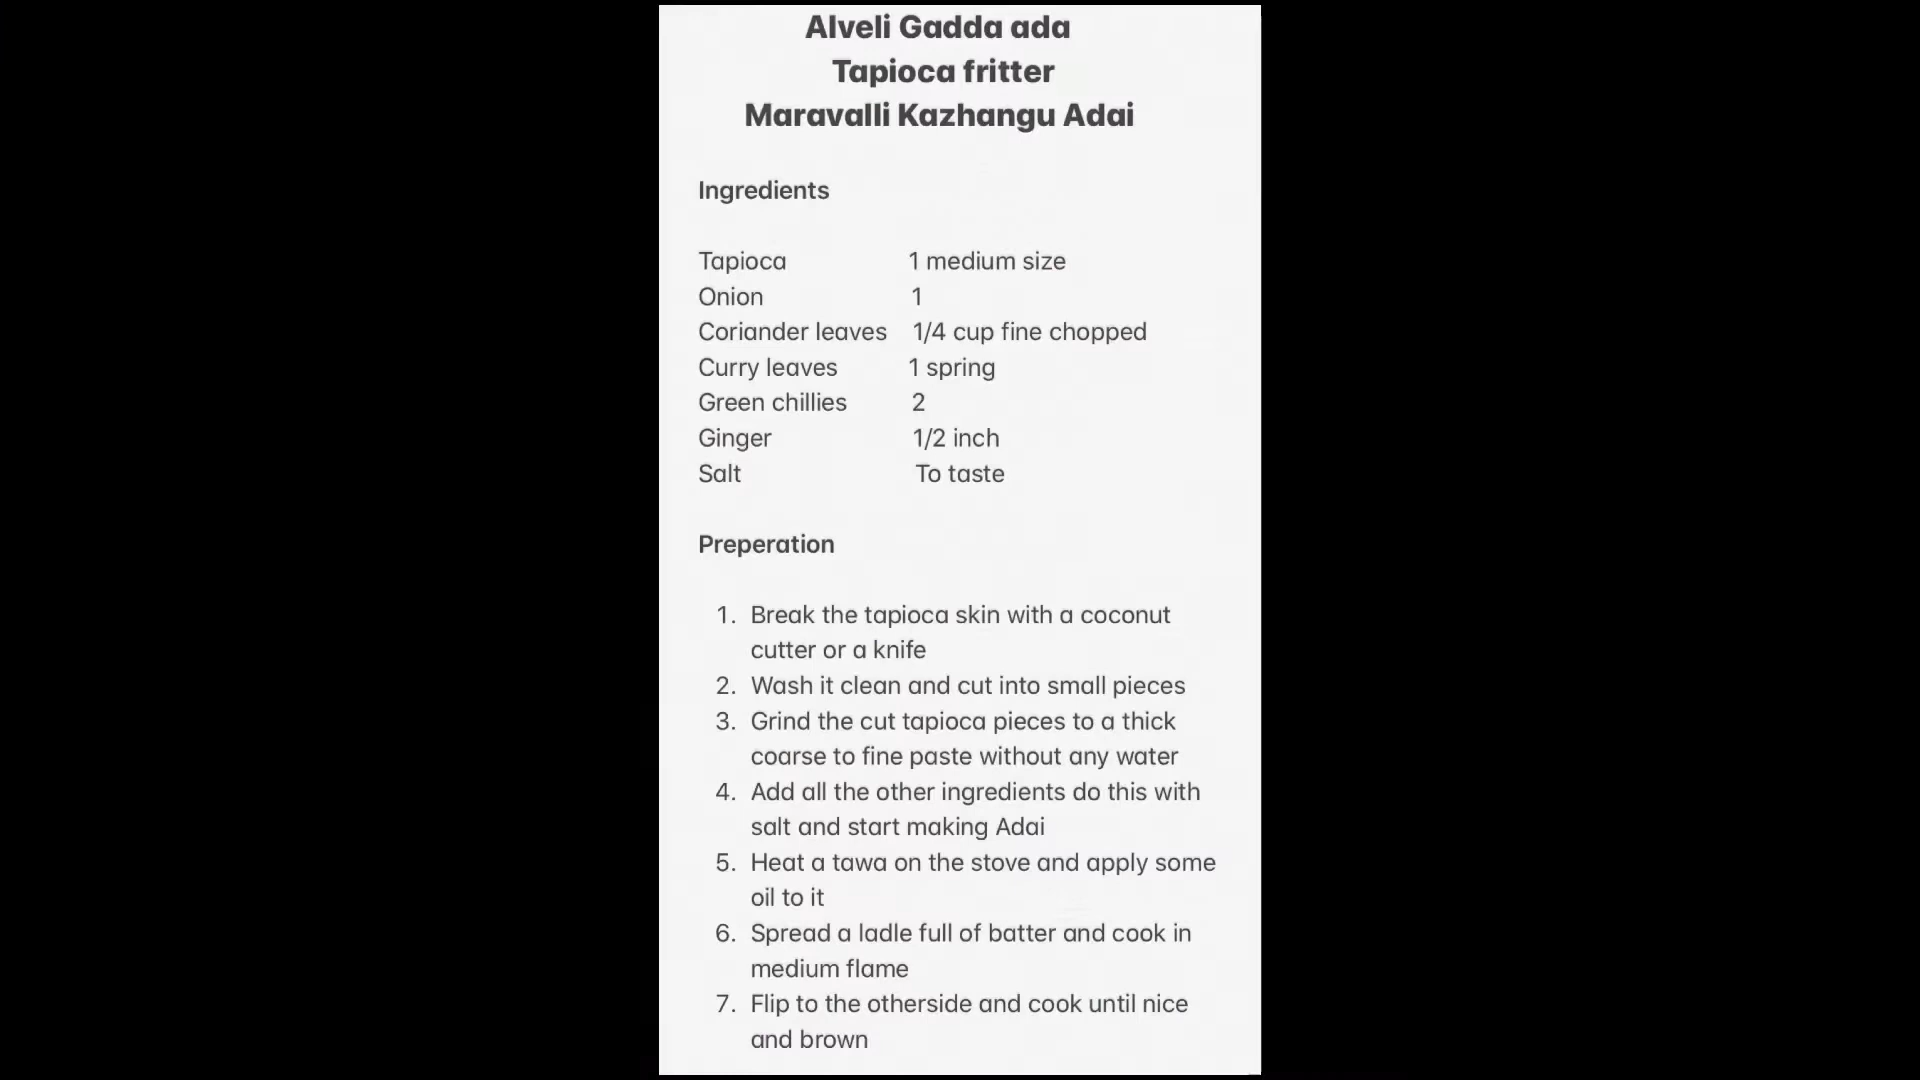 Alveli Gadda ada
Tapioca fritter
Maravalli Kazhangu Adai
Ingredients
Tapioca 1 medium size
Onion 1
Coriander leaves 1/4 cup fine chopped
Curry leaves 1 spring
Green chillies 2
Ginger 1/2 inch
Salt To taste
Preperation
1. Break the tapioca skin with a coconut
cutter or a knife
2. Wash it clean and cut into small pieces
3. Grind the cut tapioca pieces to a thick
coarse to fine paste without any water
4. Add all the other ingredients do this with
salt and start making Adai
5. Heat a tawa on the stove and apply some
oil to it
6. Spread a ladle full of batter and cook in
medium flame
7. Flip to the otherside and cook until nice
and brown